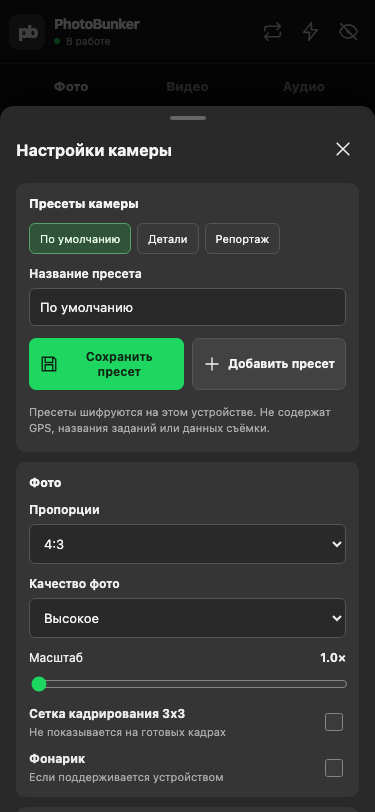 pb
PhotoBunker
В работе
Фото
Видео
Аудио
Настройки камеры
Пресеты камеры
По умолчанию
Детали
Репортаж
Название пресета
По умолчанию
Сохранить
пресет
Добавить пресет
Пресеты шифруются на этом устройстве. Не содержат
GPS, названия заданий или данных съёмки.
Фото
Пропорции
4:3
Качество фото
Высокое
Масштаб
1.0×
Сетка кадрирования 3x3
Не показывается на готовых кадрах
Фонарик
Если поддерживается устройством